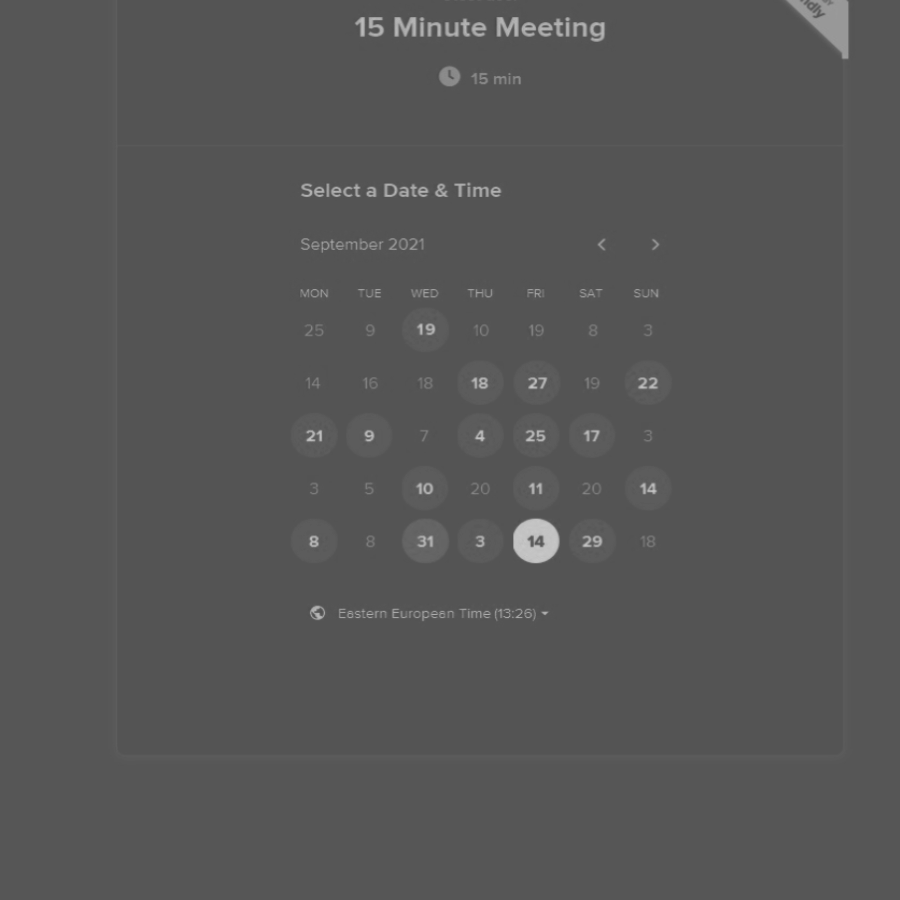 15 Minute Meeting
15 min
Select a Date & Time
September 2021
MON TUE WED THU FRI SAT SUN
25 9 19 10 19 8 3
14 16 18 18 27 19 22
21 9 7 4 25 17 3
3 5 10 20 11 20 14
8 8 31 3 14 29 18
Eastern European Time (13:26)